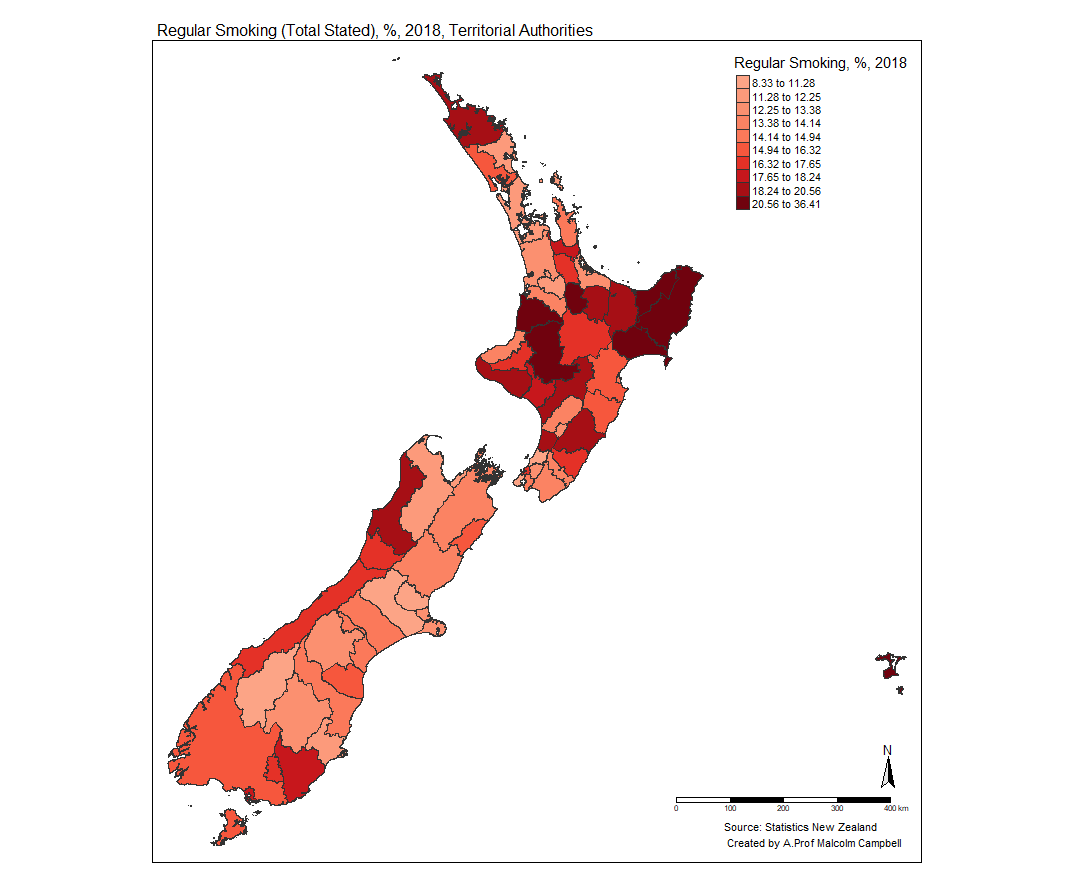 Regular Smoking (Total Stated), %, 2018, Territorial Authorities
Regular Smoking, %, 2018
8.33 to 11.28
11.28 to 12.25
12.25 to 13.38
13.38 to 14.14
14.14 to 14.94
14.94 to 16.32
16.32 to 17.65
17.65 to 18.24
18.24 to 20.56
20.56 to 36.41
N
0 100 200 300 400 km
Source: Statistics New Zealand
Created by A.Prof Malcolm Campbell